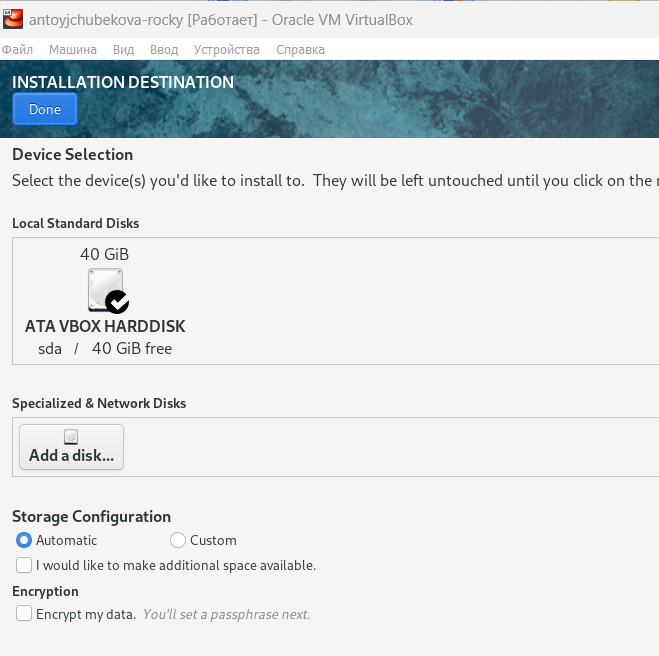 antoyjchubekova-rocky [Работает] - Oracle VM VirtualBox
Файл Машина Вид Ввод Устройства Справка
INSTALLATION DESTINATION
Done
Device Selection
Select the device(s) you'd like to install to. They will be left untouched until you click on the
Local Standard Disks
40 GiB
ATA VBOX HARDDISK
sda / 40 GiB free
Specialized & Network Disks
Add a disk...
Storage Configuration
Automatic Custom
I would like to make additional space available.
Encryption
Encrypt my data. You'll set a passphrase next.